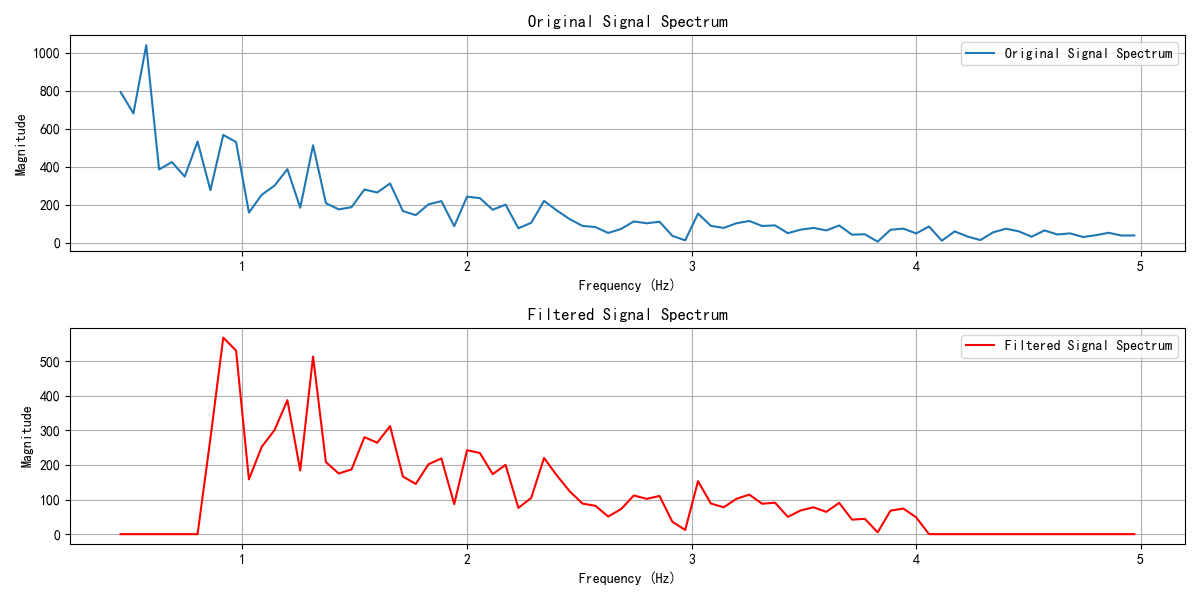 Original Signal Spectrum
1000
800
600
400
200
0
Magnitude
Original Signal Spectrum
1 2 3 4 5
Frequency (Hz)
Filtered Signal Spectrum
500
400
300
200
100
0
Magnitude
Filtered Signal Spectrum
1 2 3 4 5
Frequency (Hz)